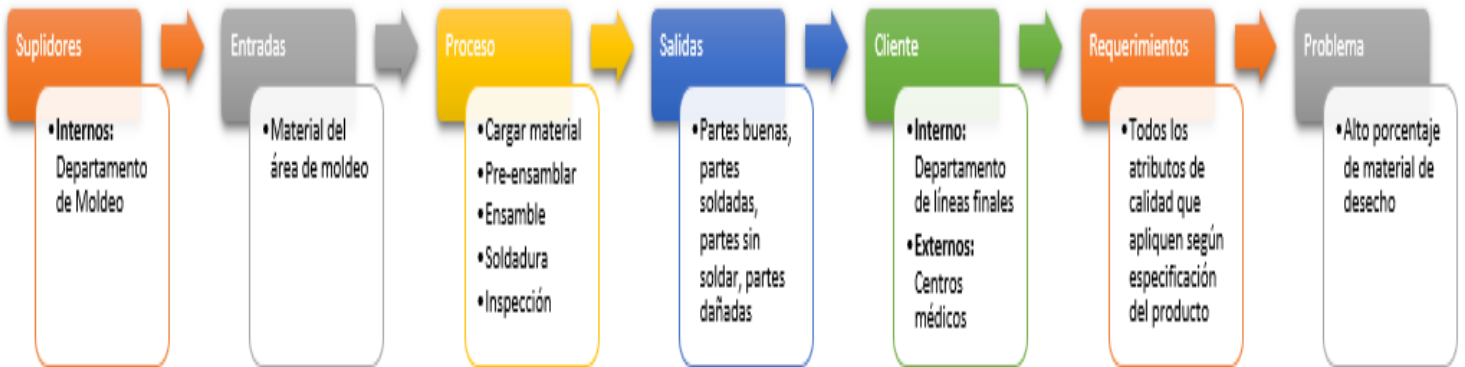 Suplidores
• Internos:
Departamento
de Moldeo
Entradas
• Material del
área de moldeo
Proceso
• Cargar material
• Pre-ensamblar
• Ensamble
• Soldadura
• Inspección
Salidas
• Partes buenas,
partes
soldadas,
partes sin
soldar, partes
dañadas
Cliente
• Interno:
Departamento
de líneas finales
• Externos:
Centros
médicos
Requerimientos
• Todos los
atributos de
calidad que
apliquen según
especificación
del producto
Problema
• Alto porcentaje
de material de
desecho